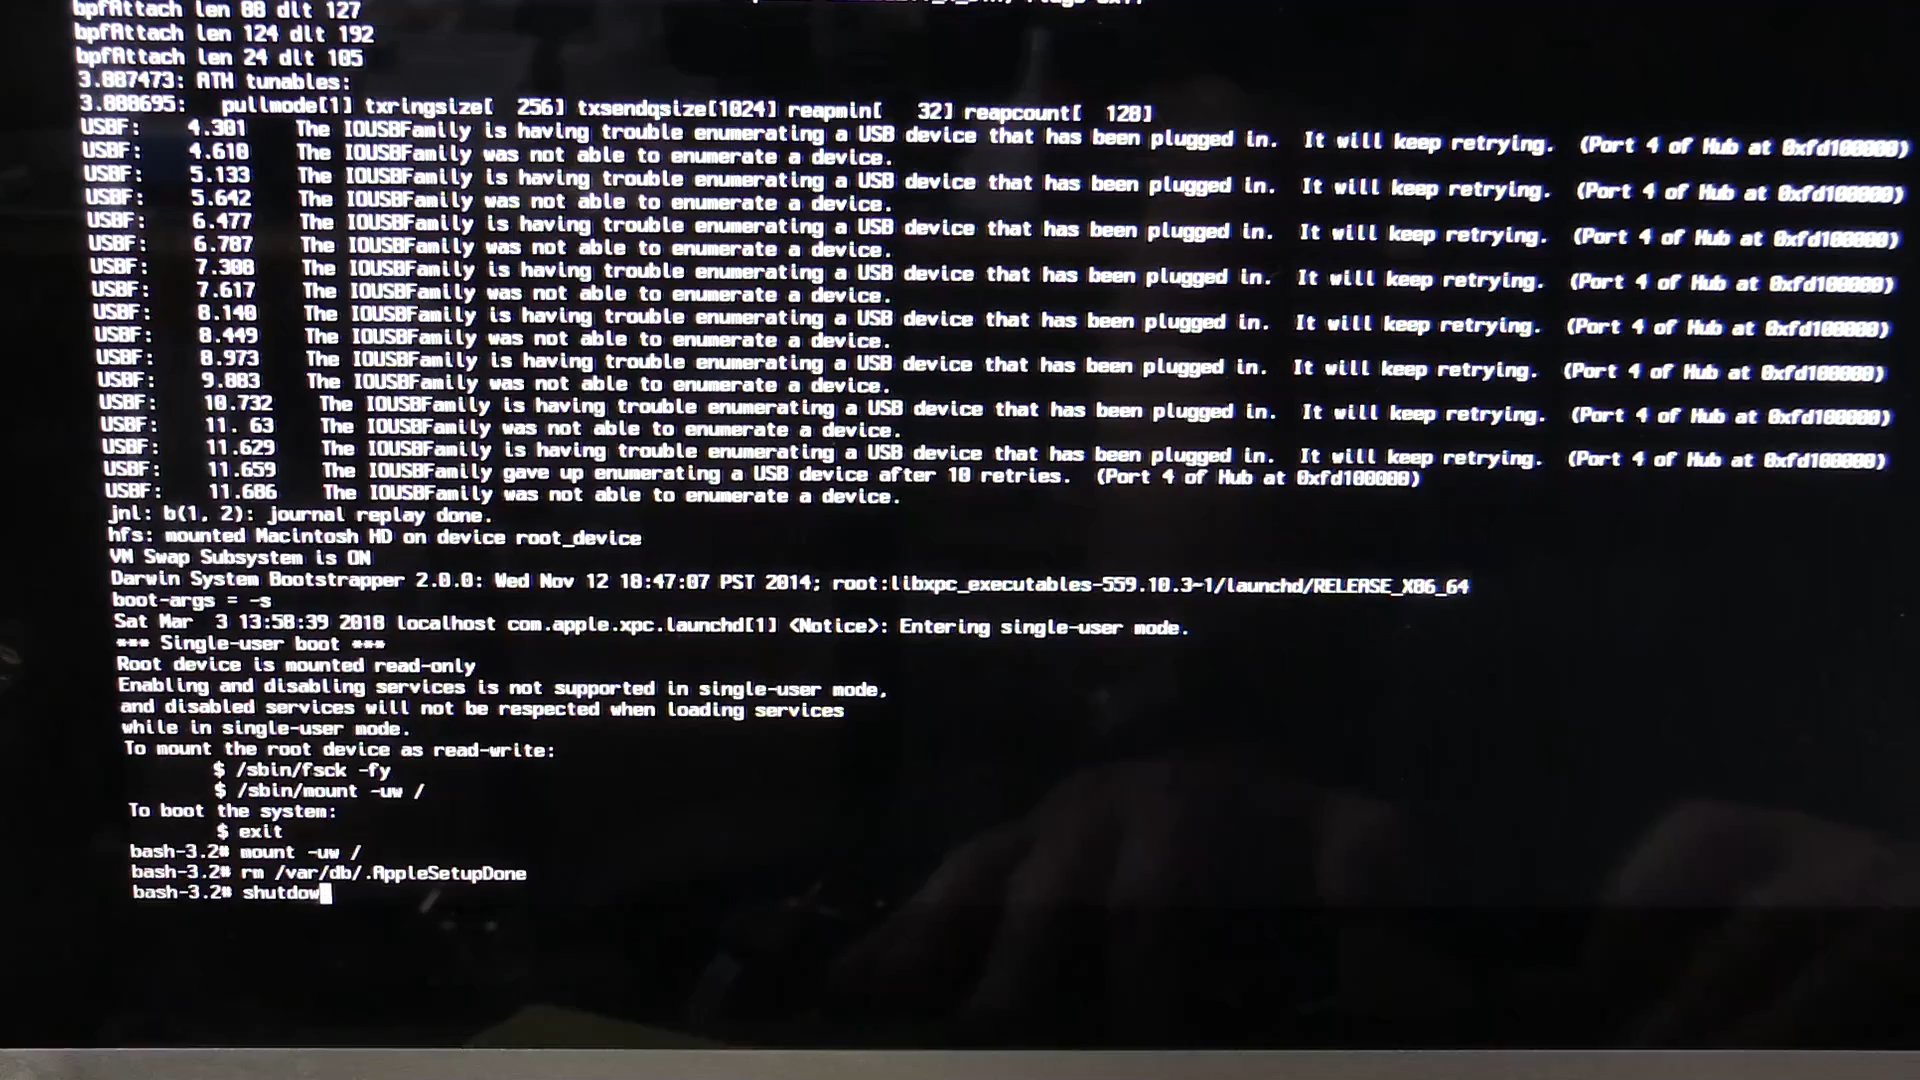 bpfAttach len 88 dlt 127
bpfAttach len 124 dlt 192
bpfAttach len 24 dlt 105
3.887473: ATH tunables:
3.888695:   pullmode[1] txringsize[  256] txsendqsize[1024] reapmin[   32] reapcount[  128]
USBF:    4.301    The IOUSBFamily is having trouble enumerating a USB device that has been plugged in.  It will keep retrying.  (Port 4 of Hub at 0xfd100000)
USBF:    4.610    The IOUSBFamily was not able to enumerate a device.
USBF:    5.133    The IOUSBFamily is having trouble enumerating a USB device that has been plugged in.  It will keep retrying.  (Port 4 of Hub at 0xfd100000)
USBF:    5.642    The IOUSBFamily was not able to enumerate a device.
USBF:    6.477    The IOUSBFamily is having trouble enumerating a USB device that has been plugged in.  It will keep retrying.  (Port 4 of Hub at 0xfd100000)
USBF:    6.787    The IOUSBFamily was not able to enumerate a device.
USBF:    7.308    The IOUSBFamily is having trouble enumerating a USB device that has been plugged in.  It will keep retrying.  (Port 4 of Hub at 0xfd100000)
USBF:    7.617    The IOUSBFamily was not able to enumerate a device.
USBF:    8.140    The IOUSBFamily is having trouble enumerating a USB device that has been plugged in.  It will keep retrying.  (Port 4 of Hub at 0xfd100000)
USBF:    8.449    The IOUSBFamily was not able to enumerate a device.
USBF:    8.973    The IOUSBFamily is having trouble enumerating a USB device that has been plugged in.  It will keep retrying.  (Port 4 of Hub at 0xfd100000)
USBF:    9.883    The IOUSBFamily was not able to enumerate a device.
USBF:    10.732    The IOUSBFamily is having trouble enumerating a USB device that has been plugged in.  It will keep retrying.  (Port 4 of Hub at 0xfd100000)
USBF:    11. 63    The IOUSBFamily was not able to enumerate a device.
USBF:    11.629    The IOUSBFamily is having trouble enumerating a USB device that has been plugged in.  It will keep retrying.  (Port 4 of Hub at 0xfd100000)
USBF:    11.659    The IOUSBFamily gave up enumerating a USB device after 10 retries.  (Port 4 of Hub at 0xfd100000)
USBF:    11.686    The IOUSBFamily was not able to enumerate a device.
jnl: b(1, 2): journal replay done.
hfs: mounted Macintosh HD on device root_device
VM Swap Subsystem is ON
Darwin System Bootstrapper 2.0.0: Wed Nov 12 18:47:07 PST 2014; root:libxpc_executables-559.10.3~1/launchd/RELEASE_X86_64
boot-args = -s
Sat Mar  3 13:58:39 2018 localhost com.apple.xpc.launchd[1] <Notice>: Entering single-user mode.
*** Single-user boot ***
Root device is mounted read-only
Enabling and disabling services is not supported in single-user mode,
and disabled services will not be respected when loading services
while in single-user mode.
To mount the root device as read-write:
        $ /sbin/fsck -fy
        $ /sbin/mount -uw /
To boot the system:
        $ exit
bash-3.2# mount -uw /
bash-3.2# rm /var/db/.AppleSetupDone
bash-3.2# shutdow